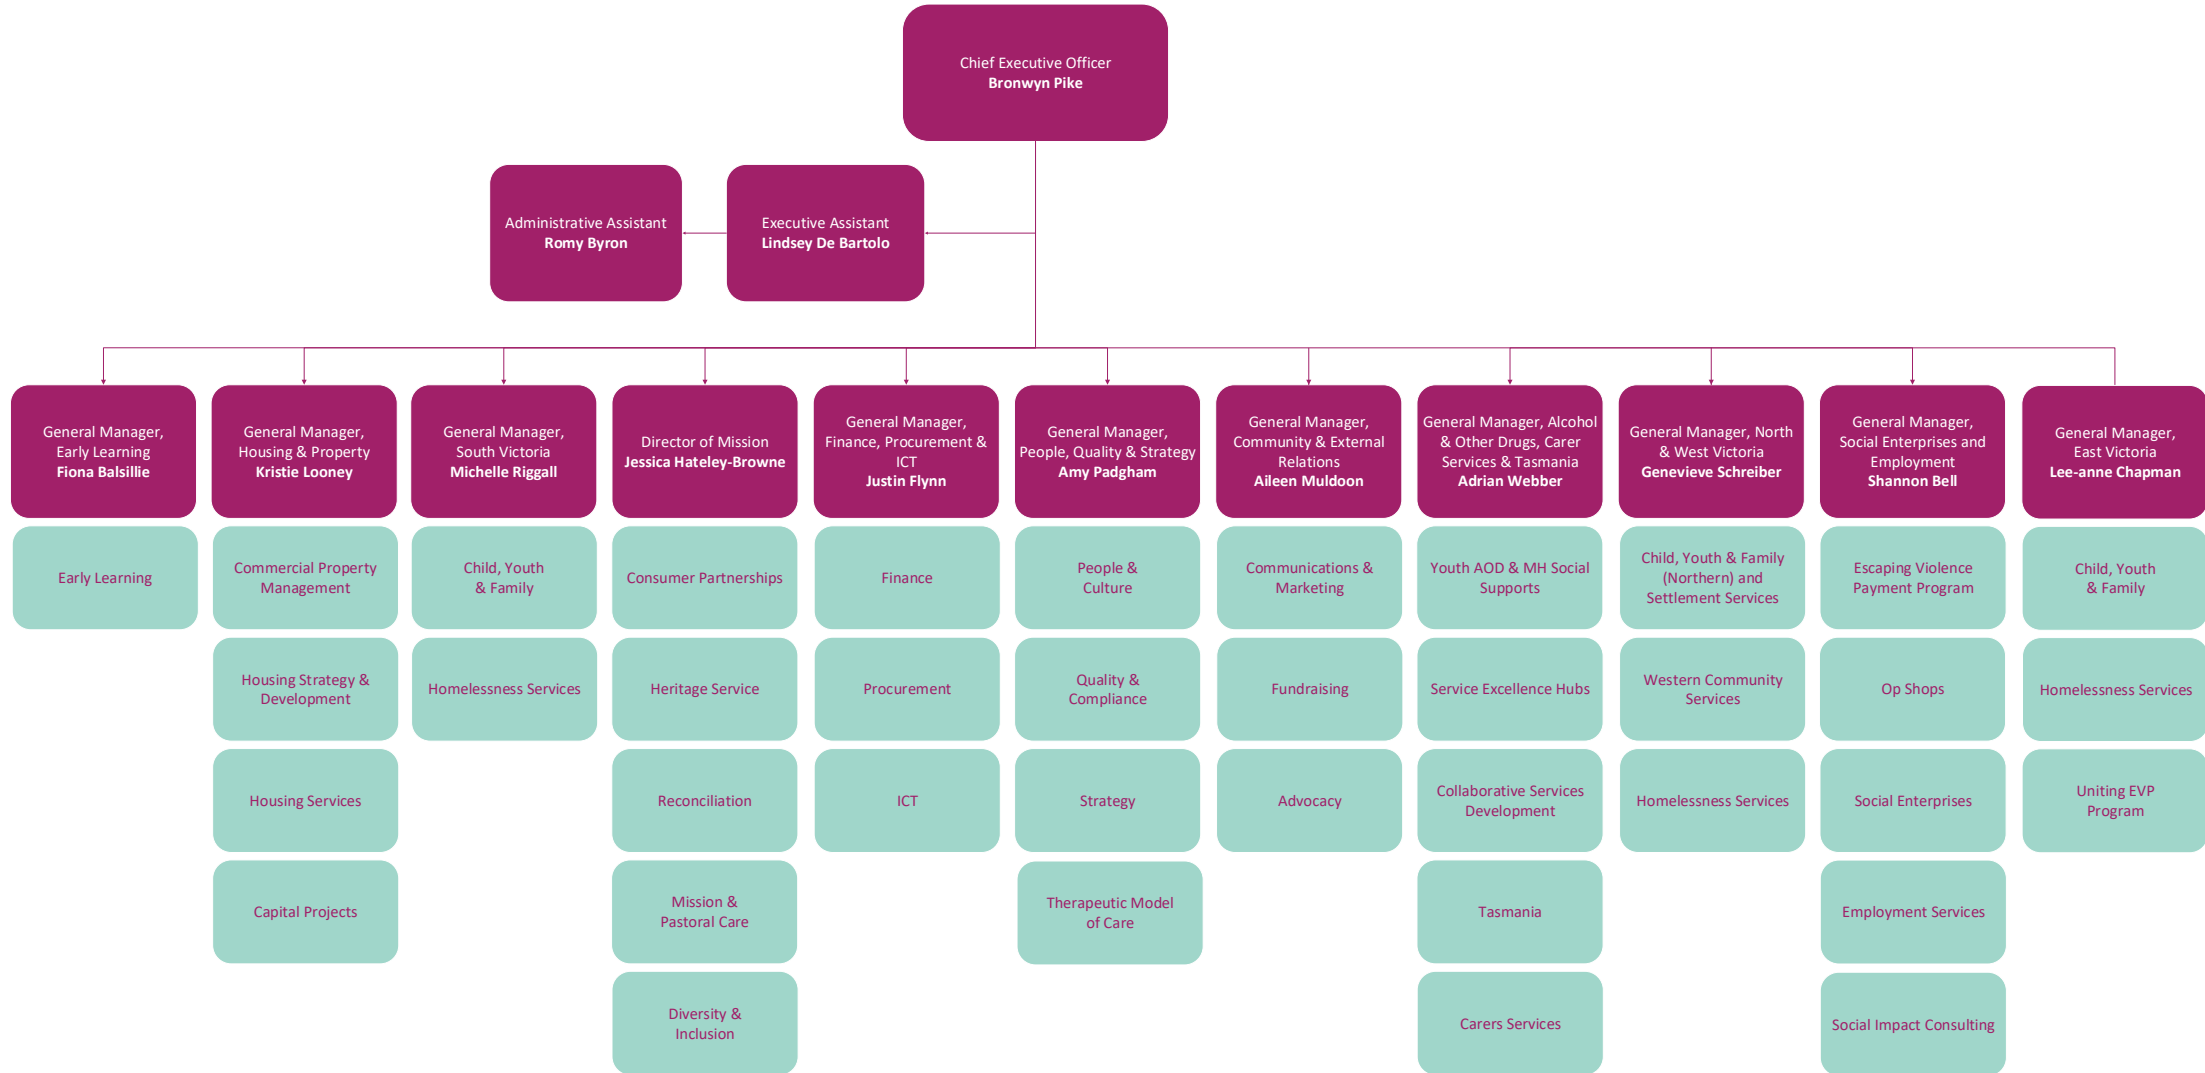 Chief Executive Officer
Bronwyn Pike
Administrative Assistant
Romy Byron
Executive Assistant
Lindsey De Bartolo
General Manager,
Early Learning
Fiona Balsillie
General Manager,
Housing & Property
Kristie Looney
General Manager,
South Victoria
Michelle Riggall
Director of Mission
Jessica Hateley-Browne
General Manager,
Finance, Procurement &
ICT
Justin Flynn
General Manager,
People, Quality & Strategy
Amy Padgham
General Manager,
Community & External
Relations
Aileen Muldoon
General Manager, Alcohol
& Other Drugs, Carer
Services & Tasmania
Adrian Webber
General Manager, North
& West Victoria
Genevieve Schreiber
General Manager,
Social Enterprises and
Employment
Shannon Bell
General Manager,
East Victoria
Lee-anne Chapman
Early Learning
Commercial Property
Management
Child, Youth
& Family
Consumer Partnerships
Finance
People &
Culture
Communications &
Marketing
Youth AOD & MH Social
Supports
Child, Youth & Family
(Northern) and
Settlement Services
Escaping Violence
Payment Program
Child, Youth
& Family
Housing Strategy &
Development
Homelessness Services
Heritage Service
Procurement
Quality &
Compliance
Fundraising
Service Excellence Hubs
Western Community
Services
Op Shops
Homelessness Services
Housing Services
Reconciliation
ICT
Strategy
Advocacy
Collaborative Services
Development
Homelessness Services
Social Enterprises
Uniting EVP
Program
Capital Projects
Mission &
Pastoral Care
Therapeutic Model
of Care
Tasmania
Employment Services
Diversity &
Inclusion
Carers Services
Social Impact Consulting